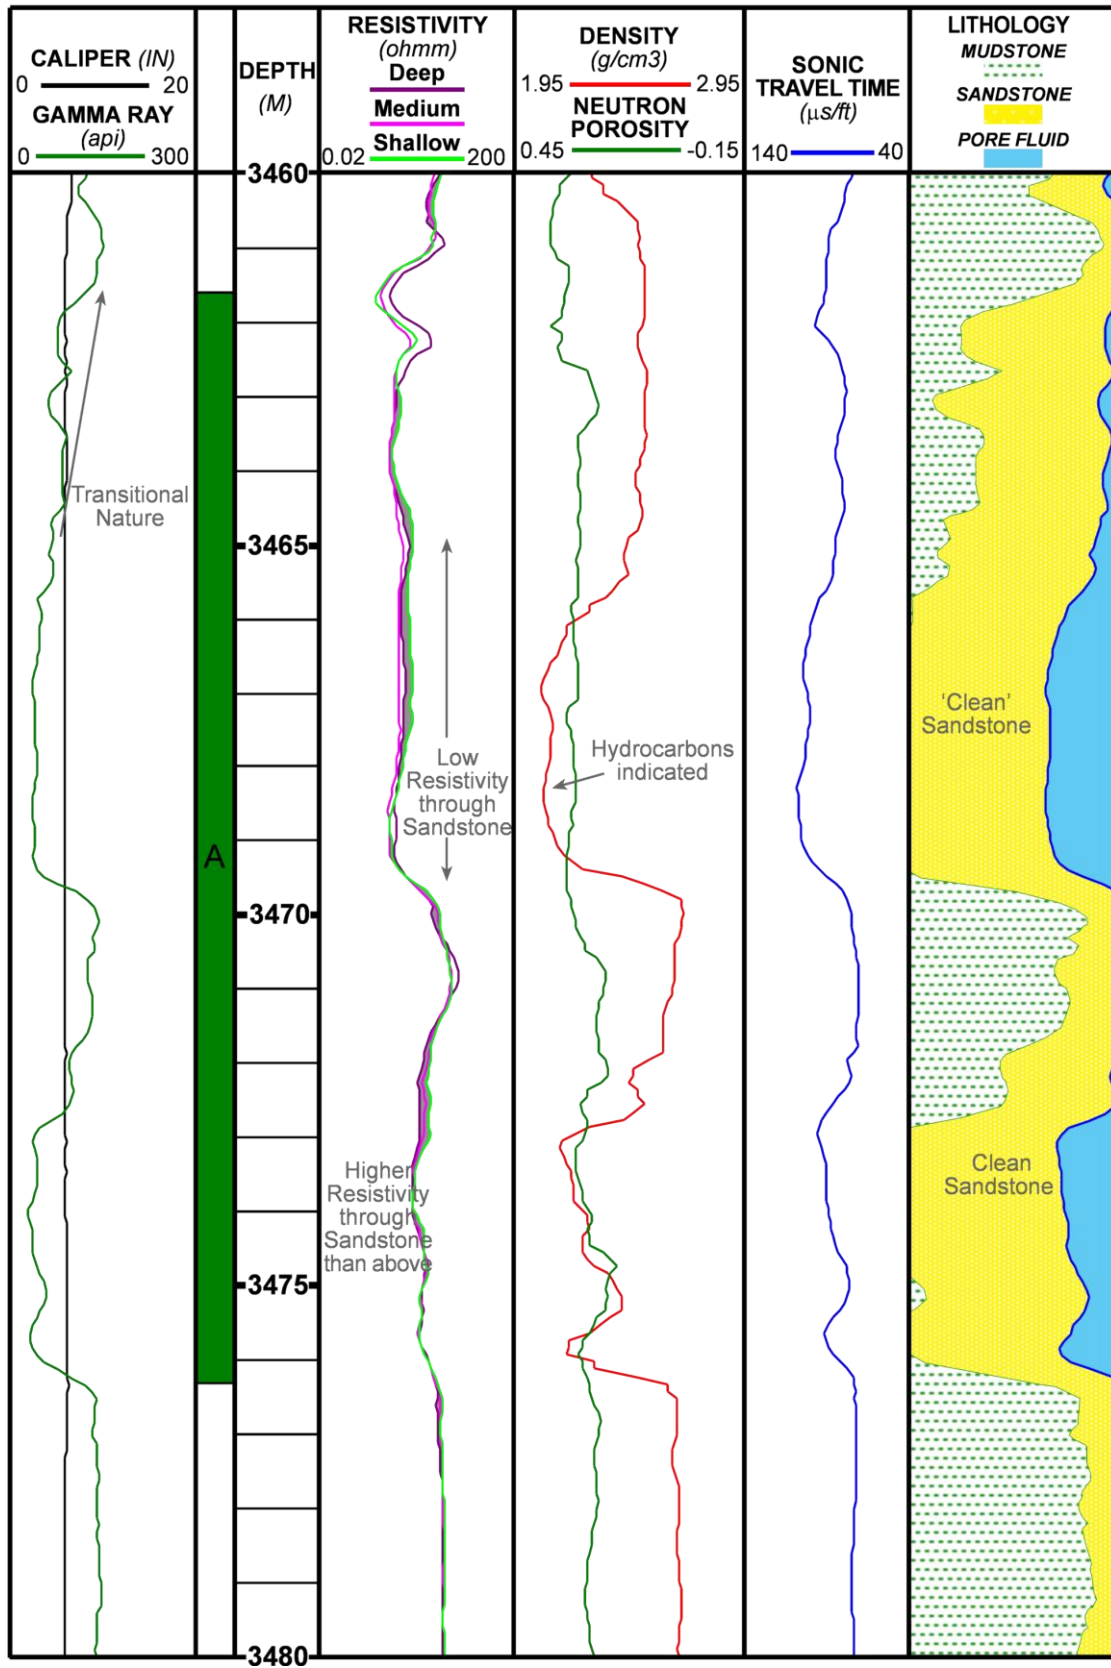 CALIPER (IN)
0 20
GAMMA RAY
(api)
0 300
DEPTH
(M)
RESISTIVITY
(ohmm)
Deep
Medium
Shallow
0.02 200
DENSITY
(g/cm3)
1.95 2.95
NEUTRON
POROSITY
0.45 -0.15
SONIC
TRAVEL TIME
(μs/ft)
140 40
LITHOLOGY
MUDSTONE
SANDSTONE
PORE FLUID
3460
Transitional
Nature
3465
'Clean'
Sandstone
Low
Resistivity
through
Sandstone
Hydrocarbons
indicated
A
3470
Higher
Resistivity
through
Sandstone
than above
Clean
Sandstone
3475
3480